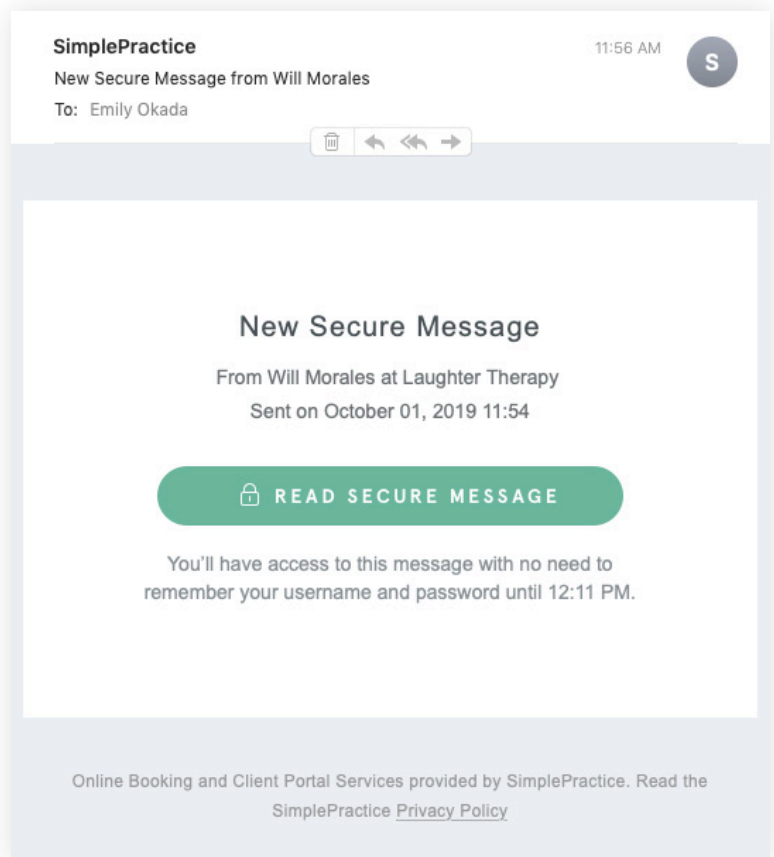 SimplePractice
11:56 AM
S
New Secure Message from Will Morales
To: Emily Okada
New Secure Message
From Will Morales at Laughter Therapy
Sent on October 01, 2019 11:54
READ SECURE MESSAGE
You'll have access to this message with no need to
remember your username and password until 12:11 PM.
Online Booking and Client Portal Services provided by SimplePractice. Read the
SimplePractice Privacy Policy